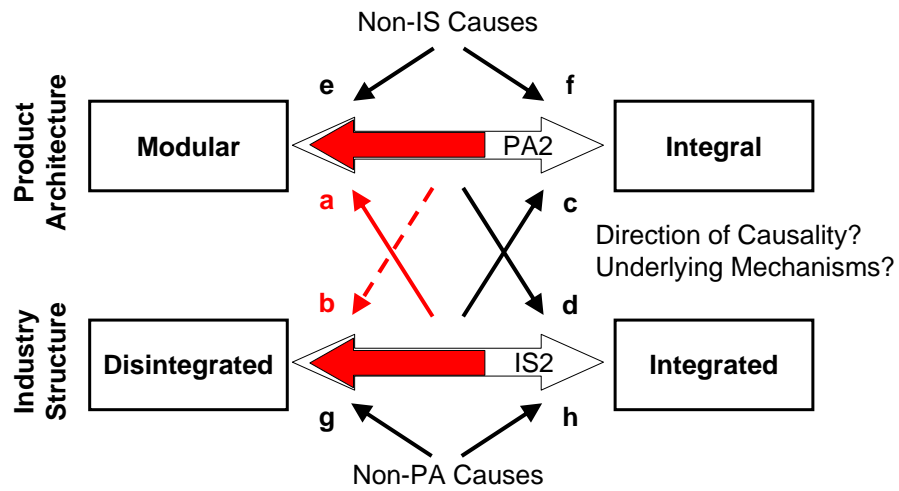 Non-IS Causes
e
f
Product
Architecture
Modular
PA2
Integral
a
c
Direction of Causality?
Underlying Mechanisms?
b
d
Industry
Structure
Disintegrated
IS2
Integrated
g
h
Non-PA Causes